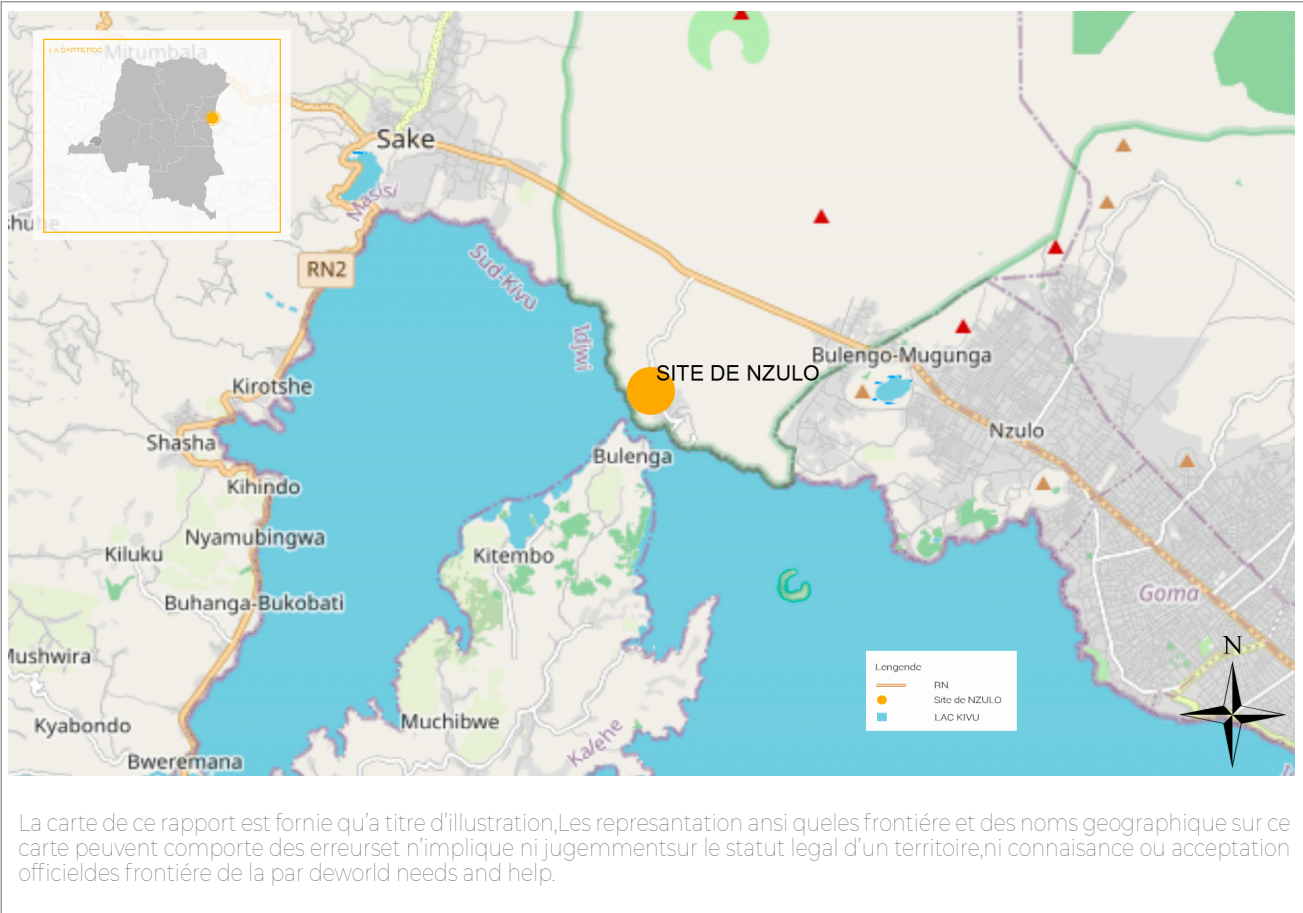 LA CARTE RDC
Mitumbala
Sake
Masisi
RN2
Sud-Kivu
Idjwi
SITE DE NZULO
Bulengo-Mugunga
Kirotshe
Nzulo
Shasha
Bulenga
Kihindo
Nyamubingwa
Kiluku
Kitembo
Buhanga-Bukobati
Goma
Mushwira
N
Lengende
RN
Site de NZULO
LAC KIVU
Kyabondo
Muchibwe
Kalehe
Bweremana
La carte de ce rapport est fornie qu'a titre d'illustration,Les represantation ansi queles frontiére et des noms geographique sur ce
carte peuvent comporte des erreurset n'implique ni jugemmentsur le statut legal d'un territoire,ni connaisance ou acceptation
officieldes frontiére de la par deworld needs and help.